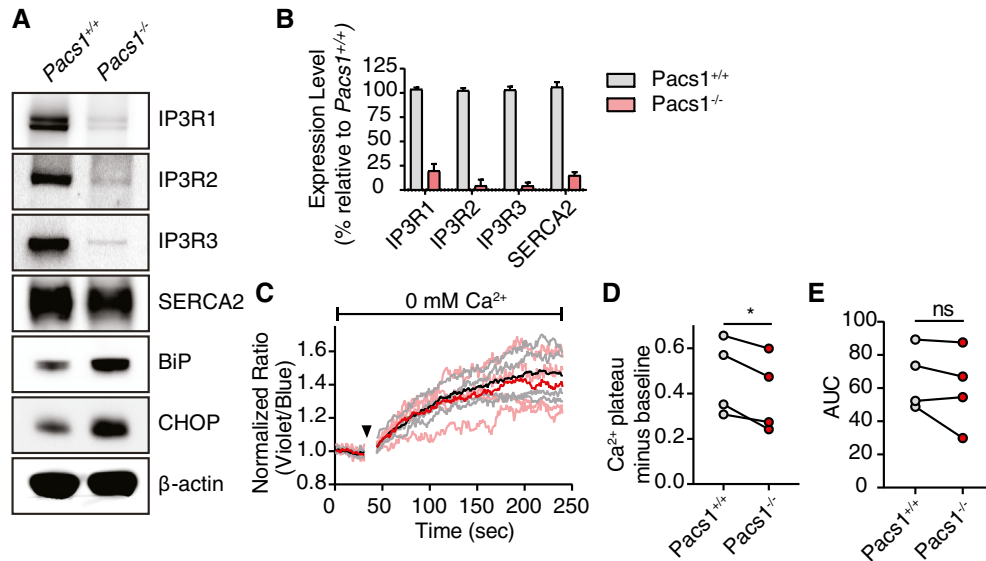 A
Pacs1+/+
Pacs1-/-
IP3R1
IP3R2
IP3R3
SERCA2
BiP
CHOP
β-actin
B
Expression Level
(% relative to Pacs1+/+)
125
100
75
50
25
0
IP3R1
IP3R2
IP3R3
SERCA2
Pacs1+/+
Pacs1-/-
C
0 mM Ca²⁺
Normalized Ratio
(Violet/Blue)
1.6
1.4
1.2
1.0
0.8
0
50
100
150
200
250
Time (sec)
D
*
Ca²⁺ plateau
minus baseline
0.6
0.4
0.2
0.0
Pacs1+/+
Pacs1-/-
E
ns
AUC
100
80
60
40
20
0
Pacs1+/+
Pacs1-/-